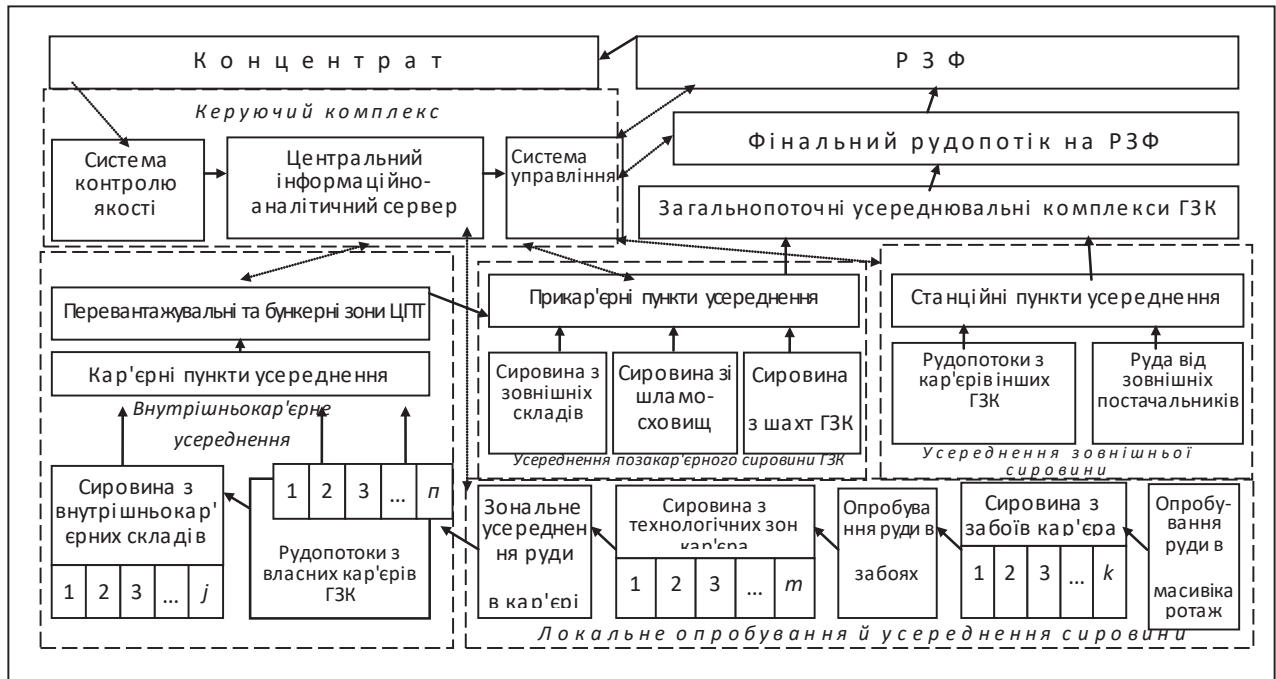 Концентрат
РЗФ
Керуючий комплекс
Фінальний рудопотік на РЗФ
Система
контролю
якості
Центральний
інформаційно-
аналітичний сервер
Система
управління
Загальнопоточні усереднювальні комплекси ГЗК
Перевантажувальні та бункерні зони ЦПТ
Прикар'єрні пункти усереднення
Станційні пункти усереднення
Кар'єрні пункти усереднення
Внутрішньокар'єрне
усереднення
Сировина з
зовнішніх
складів
Сировина зі
шламо-
сховищ
Сировина
з шахт ГЗК
Усереднення позакар'єрного сировини ГЗК
Рудопотоки з
кар'єрів інших
ГЗК
Руда від
зовнішніх
постачальників
Усереднення зовнішньої
сировини
Сировина з
внутрішньокар'
єрних складів
1 2 3 ... j
1 2 3 ... п
Рудопотоки з
власних кар'єрів
ГЗК
Зональне
усереднен
ня руди
в кар'єрі
Сировина з
технологічних зон
кар'єра
1 2 3 ... m
Опробу
вання руди в
забоях
Сировина з
забоїв кар'єра
1 2 3 ... k
Опробу-
вання
руди в
масивіка
ротаж
Локальне опробування й усереднення сировини